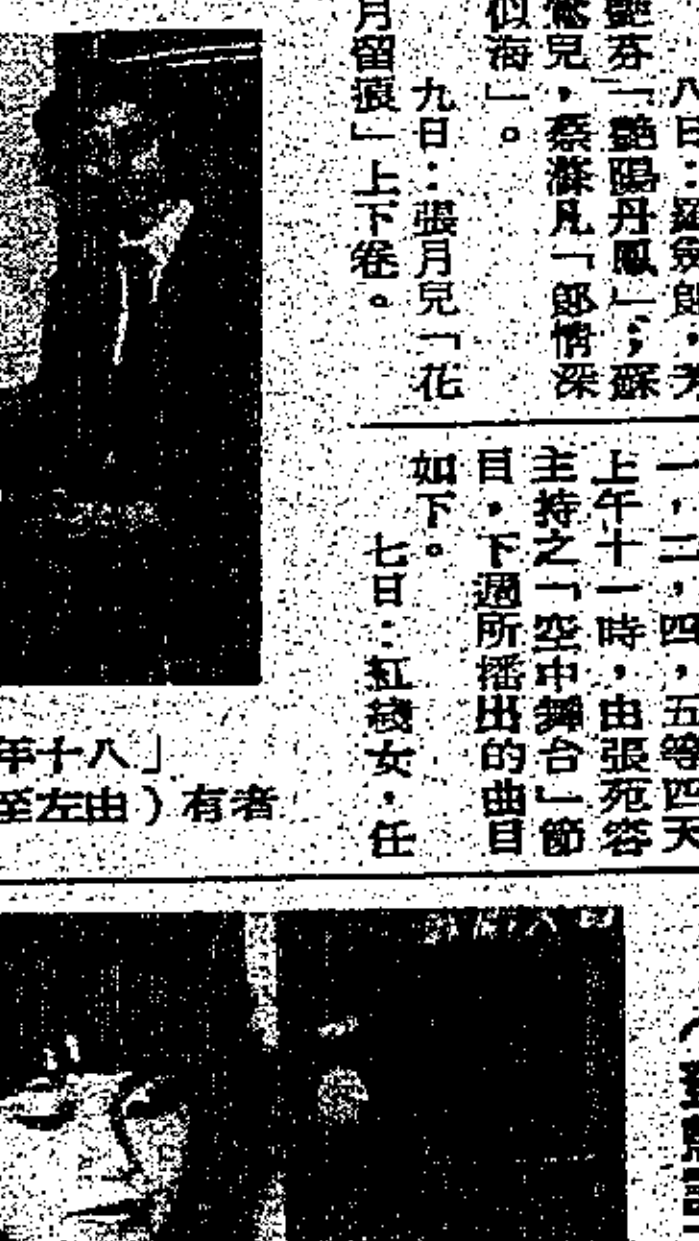 八日：羅劍郎，芳
艷芬「艷陽丹鳳」；蘇
兒，蔡蘇凡「郎情深
似海」。
九日：張月兒「花
月留痕」上下卷。
一，二，四，五等四天
上午十一時，由張宛容
主持之「空中舞台」節
目，下週所播出的曲目
如下。
七日：紅綫女，任
年十八」
至左由）有者